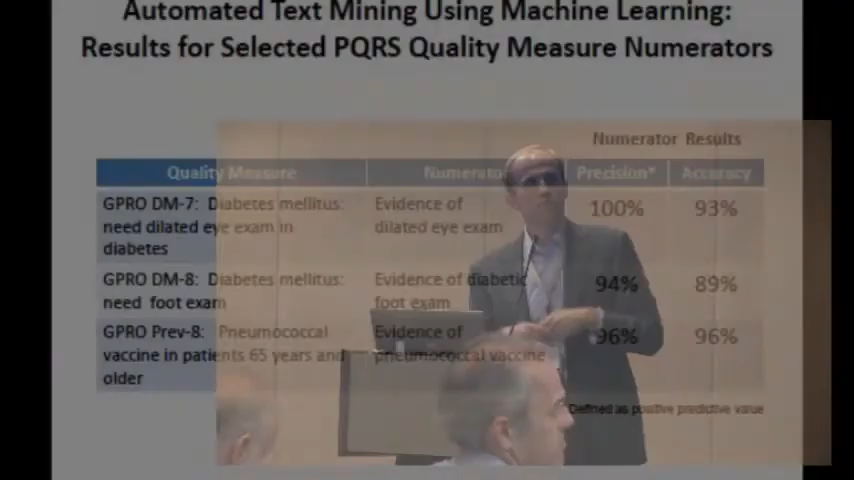 Automated Text Mining Using Machine Learning:
Results for Selected PQRS Quality Measure Numerators
Numerator Results
Quality Measure Numerator Precision* Accuracy
GPRO DM-7: Diabetes mellitus: Evidence of 100% 93%
need dilated eye exam in dilated eye exam
diabetes
GPRO DM-8: Diabetes mellitus: Evidence of diabetic 94% 89%
need foot exam foot exam
GPRO Prev-8: Pneumococcal Evidence of 96% 96%
vaccine in patients 65 years and pneumococcal vaccine
older
Defined as positive predictive value